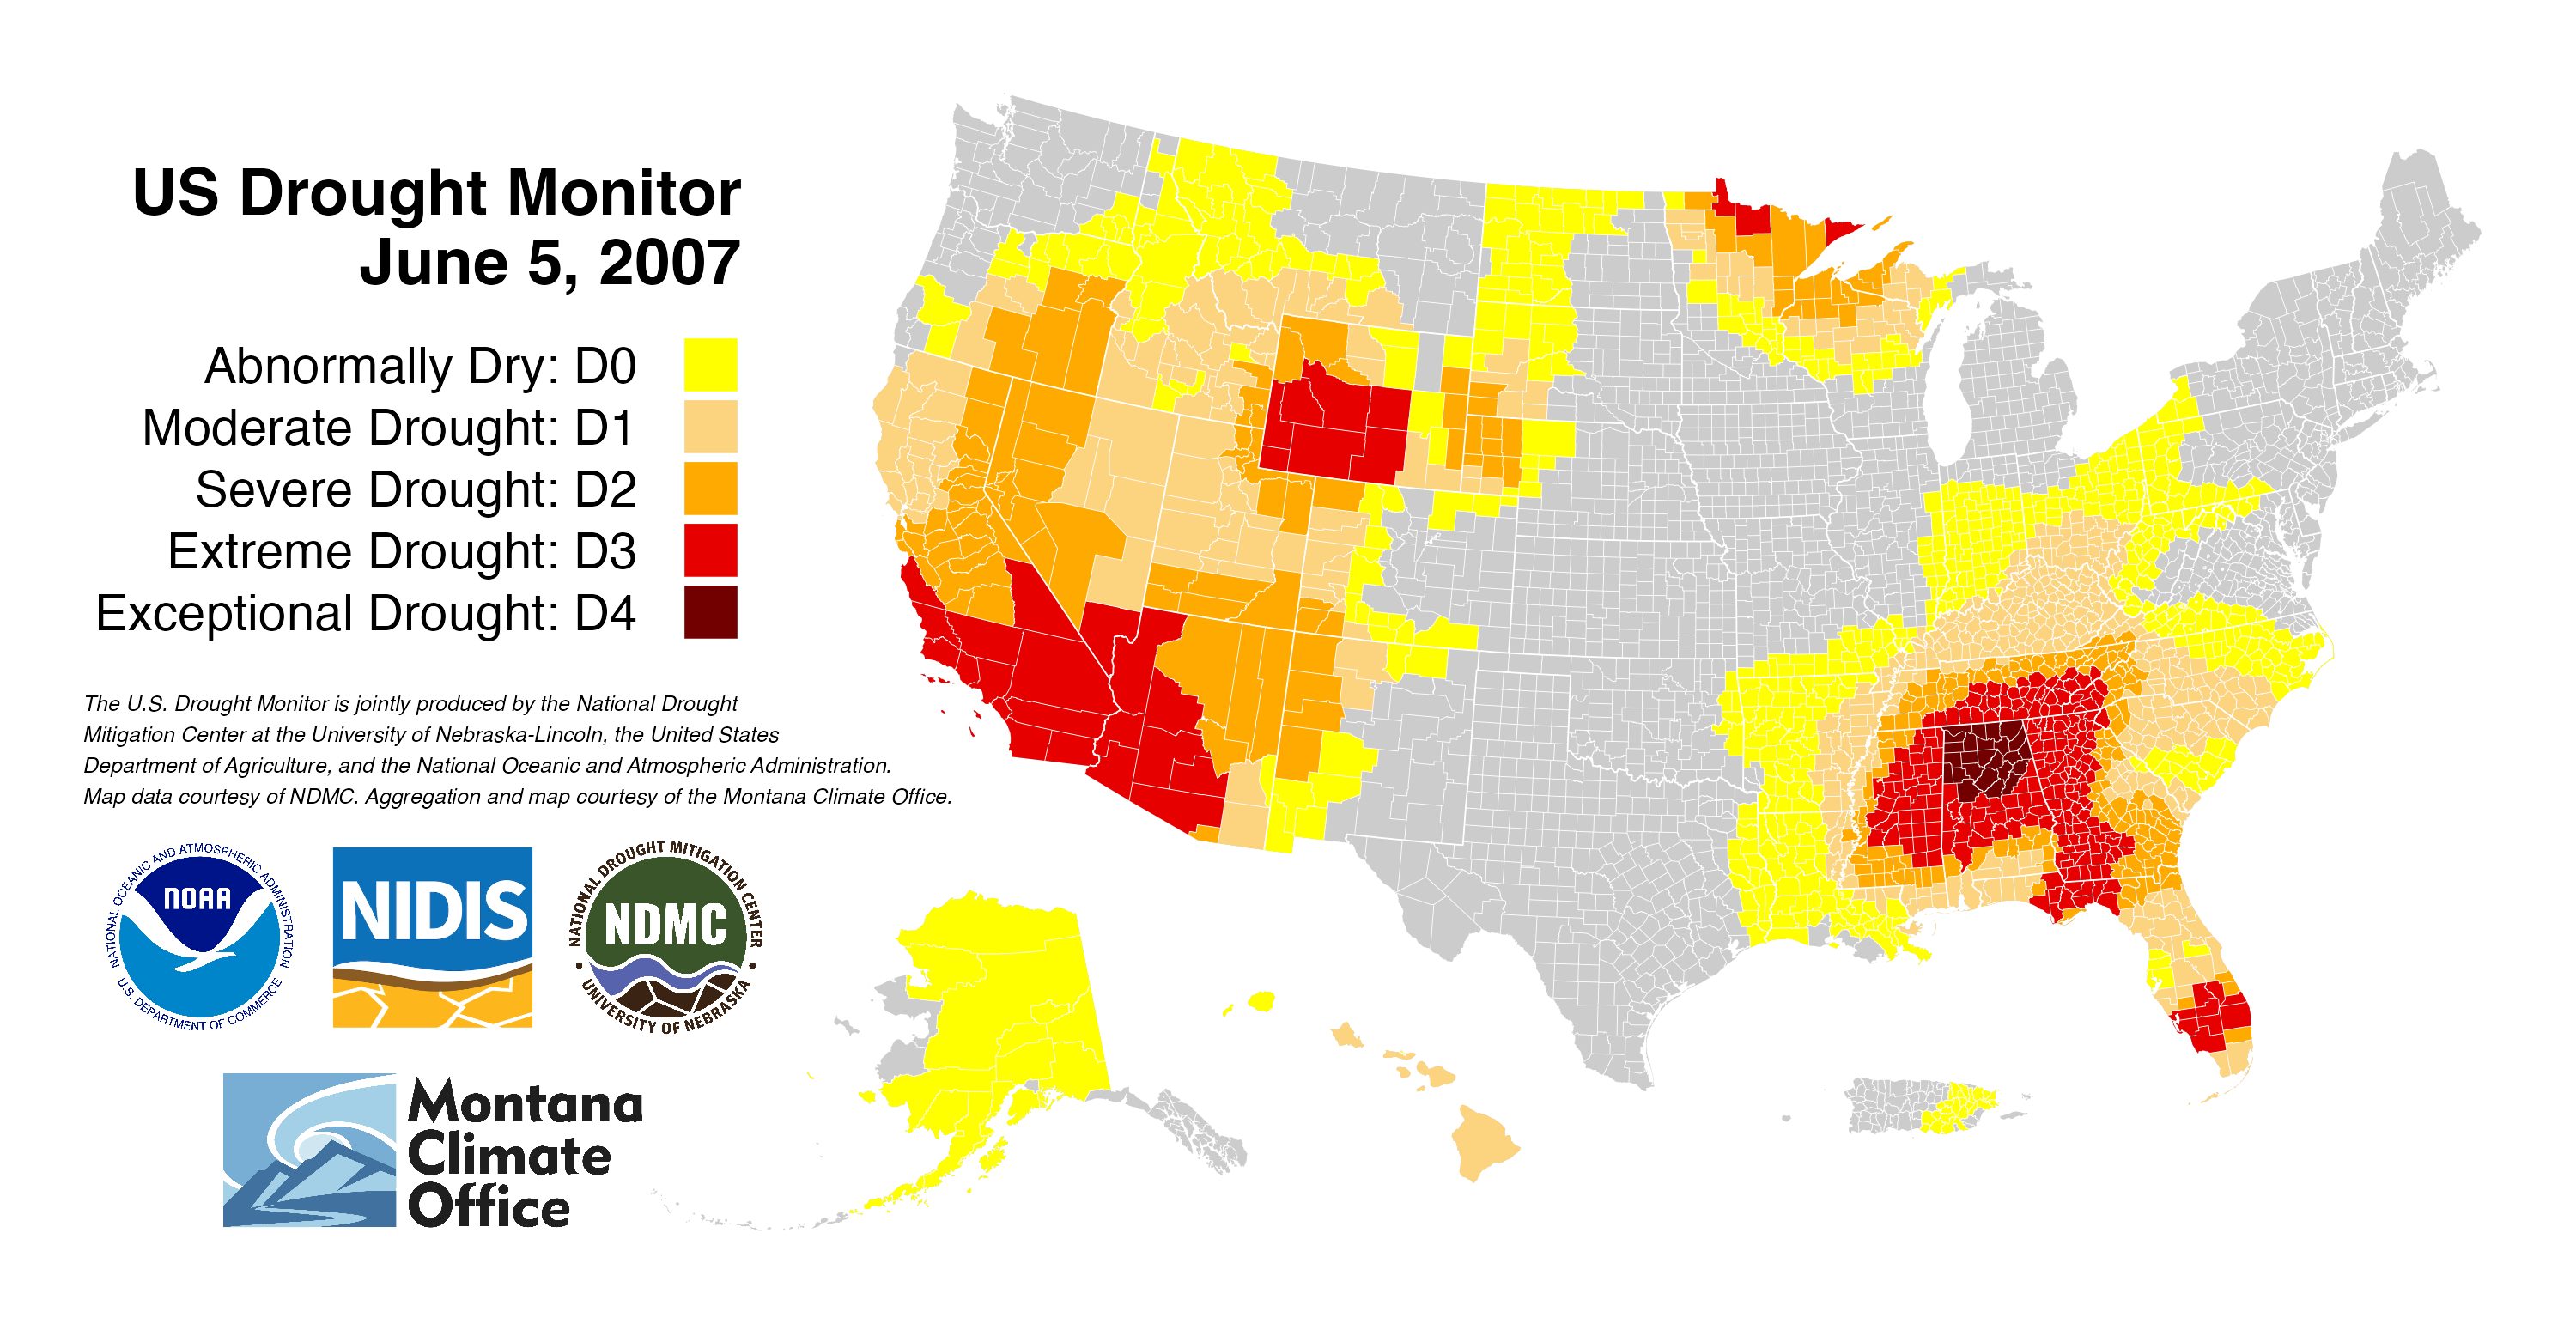 US Drought Monitor
June 5, 2007
Abnormally Dry: D0
Moderate Drought: D1
Severe Drought: D2
Extreme Drought: D3
Exceptional Drought: D4
The U.S. Drought Monitor is jointly produced by the National Drought
Mitigation Center at the University of Nebraska-Lincoln, the United States
Department of Agriculture, and the National Oceanic and Atmospheric Administration.
Map data courtesy of NDMC. Aggregation and map courtesy of the Montana Climate Office.
NATIONAL OCEANIC AND ATMOSPHERIC ADMINISTRATION
NOAA
U.S. DEPARTMENT OF COMMERCE
NIDIS
NATIONAL DROUGHT MITIGATION CENTER
NDMC
UNIVERSITY OF NEBRASKA
Montana
Climate
Office